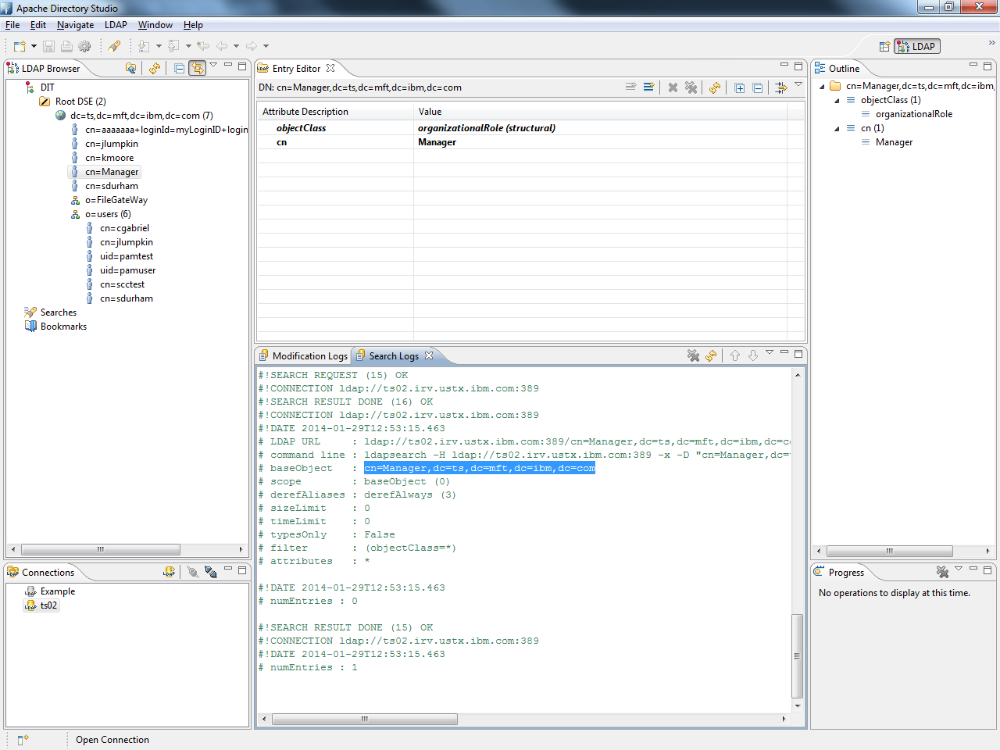 Apache Directory Studio
File Edit Navigate LDAP Window Help
LDAP
LDAP Browser
DIT
Root DSE (2)
dc=ts,dc=mft,dc=ibm,dc=com (7)
cn=aaaaaaa+loginId=myLoginID+login
cn=jlumpkin
cn=kmoore
cn=Manager
cn=sdurham
o=FileGateWay
o=users (6)
cn=cgabriel
cn=jlumpkin
uid=pamtest
uid=pamuser
cn=scctest
cn=sdurham
Searches
Bookmarks
Entry Editor
DN: cn=Manager,dc=ts,dc=mft,dc=ibm,dc=com
Attribute Description Value
objectClass organizationalRole (structural)
cn Manager
Outline
cn=Manager,dc=ts,dc=mft,dc=ibm,
objectClass (1)
organizationalRole
cn (1)
Manager
Modification Logs Search Logs
#!SEARCH REQUEST (15) OK
#!CONNECTION ldap://ts02.irv.ustx.ibm.com:389
#!SEARCH RESULT DONE (16) OK
#!CONNECTION ldap://ts02.irv.ustx.ibm.com:389
#!DATE 2014-01-29T12:53:15.463
# LDAP URL     : ldap://ts02.irv.ustx.ibm.com:389/cn=Manager,dc=ts,dc=mft,dc=ibm,dc=c
# command line : ldapsearch -H ldap://ts02.irv.ustx.ibm.com:389 -x -D "cn=Manager,dc=
# baseObject   : cn=Manager,dc=ts,dc=mft,dc=ibm,dc=com
# scope        : baseObject (0)
# derefAliases : derefAlways (3)
# sizeLimit    : 0
# timeLimit    : 0
# typesOnly    : False
# filter       : (objectClass=*)
# attributes   : *
#!DATE 2014-01-29T12:53:15.463
# numEntries : 0
#!SEARCH RESULT DONE (15) OK
#!CONNECTION ldap://ts02.irv.ustx.ibm.com:389
#!DATE 2014-01-29T12:53:15.463
# numEntries : 1
Connections
Example
ts02
Progress
No operations to display at this time.
Open Connection